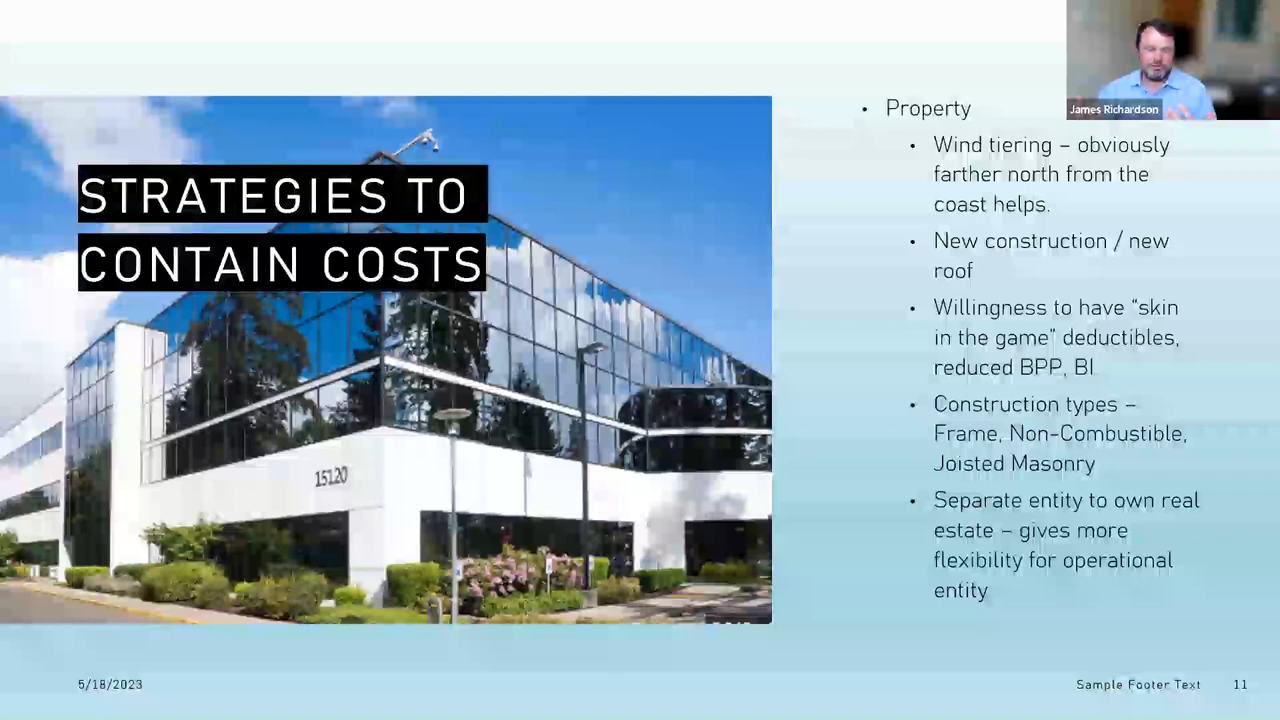 James Richardson
STRATEGIES TO
CONTAIN COSTS
15120
• Property
• Wind tiering – obviously
farther north from the
coast helps.
• New construction / new
roof
• Willingness to have “skin
in the game” deductibles,
reduced BPP, BI
• Construction types –
Frame, Non-Combustible,
Joisted Masonry
• Separate entity to own real
estate – gives more
flexibility for operational
entity
5/18/2023
Sample Footer Text
11